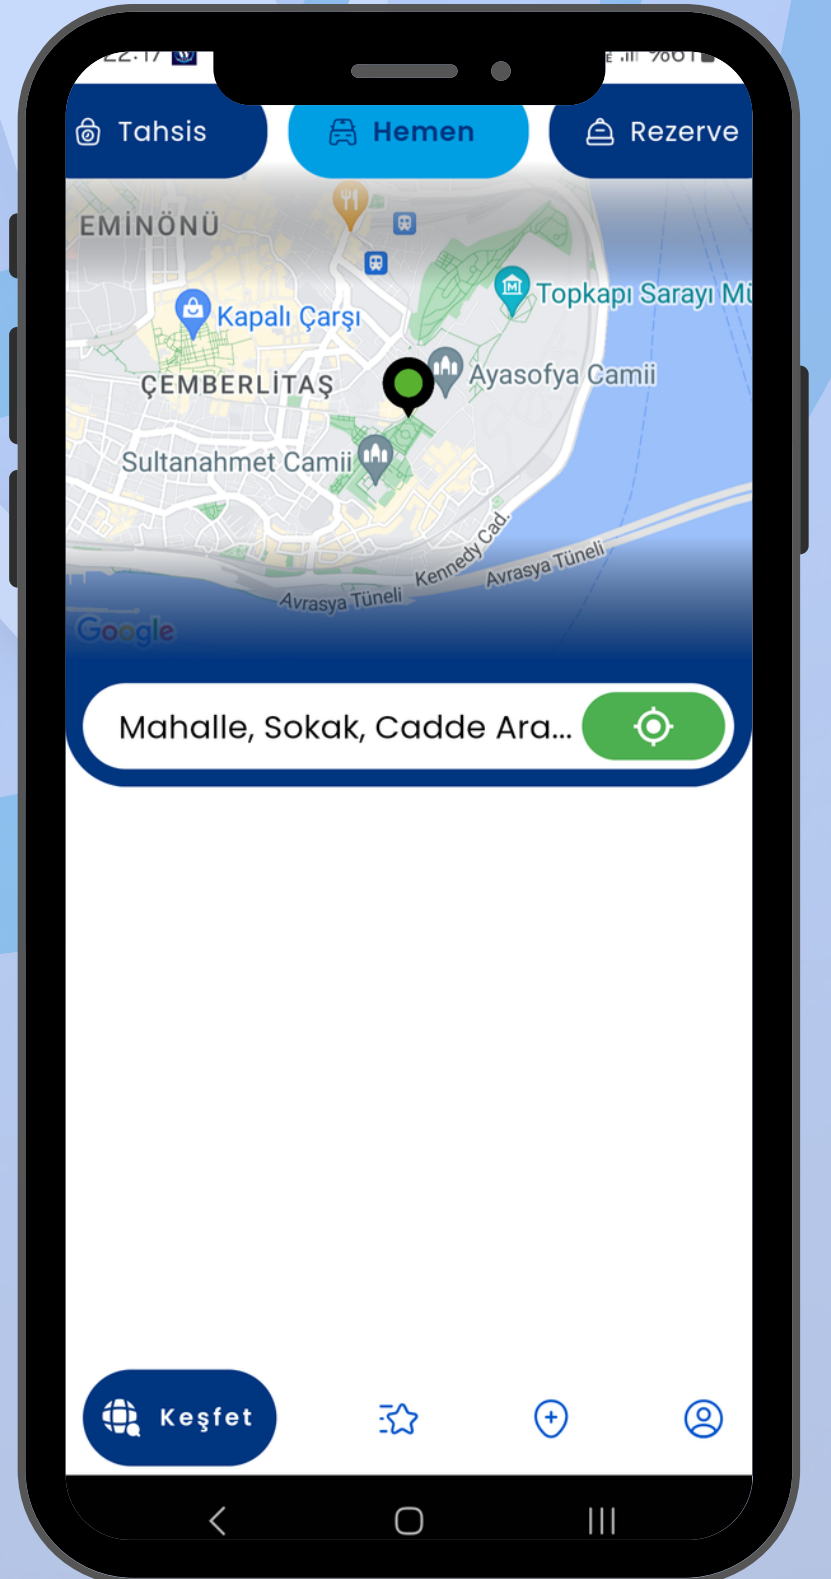 Tahsis
Hemen
Rezerve
EMİNÖNÜ
Topkapı Sarayı
Kapalı Çarşı
Ayasofya Camii
ÇEMBERLİTAŞ
Sultanahmet Camii
Kennedy Cad.
Avrasya Tüneli
Avrasya Tüneli
Google
Mahalle, Sokak, Cadde Ara...
Keşfet